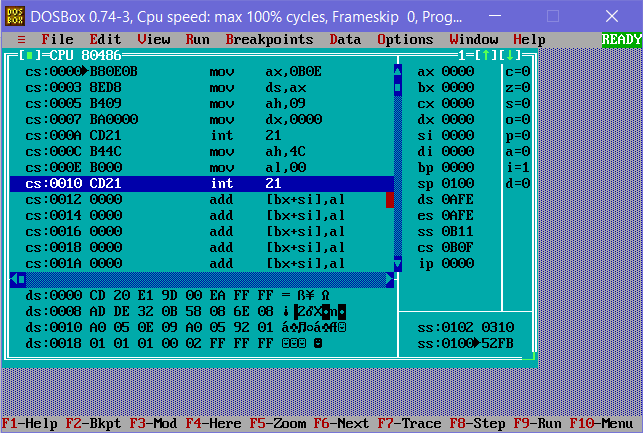 DOSBox 0.74-3, Cpu speed: max 100% cycles, Frameskip 0, Prog...
≡ File Edit View Run Breakpoints Data Options Window Help READY
[■]=CPU 80486 1=[↑][↓]
cs:0000►B80E0B mov ax,0B0E
cs:0003 8ED8 mov ds,ax
cs:0005 B409 mov ah,09
cs:0007 BA0000 mov dx,0000
cs:000A CD21 int 21
cs:000C B44C mov ah,4C
cs:000E B000 mov al,00
cs:0010 CD21 int 21
cs:0012 0000 add [bx+si],al
cs:0014 0000 add [bx+si],al
cs:0016 0000 add [bx+si],al
cs:0018 0000 add [bx+si],al
cs:001A 0000 add [bx+si],al
ax 0000 c=0
bx 0000 z=0
cx 0000 s=0
dx 0000 o=0
si 0000 p=0
di 0000 a=0
bp 0000 i=1
sp 0100 d=0
ds 0AFE
es 0AFE
ss 0B11
cs 0B0F
ip 0000
ds:0000 CD 20 E1 9D 00 EA FF FF = ß¥ Ω
ds:0008 AD DE 32 0B 58 08 6E 08
ds:0010 A0 05 0E 09 A0 05 92 01
ds:0018 01 01 01 00 02 FF FF FF ☺☺☺ ☻
ss:0102 0310
ss:0100►52FB
F1-Help F2-Bkpt F3-Mod F4-Here F5-Zoom F6-Next F7-Trace F8-Step F9-Run F10-Menu